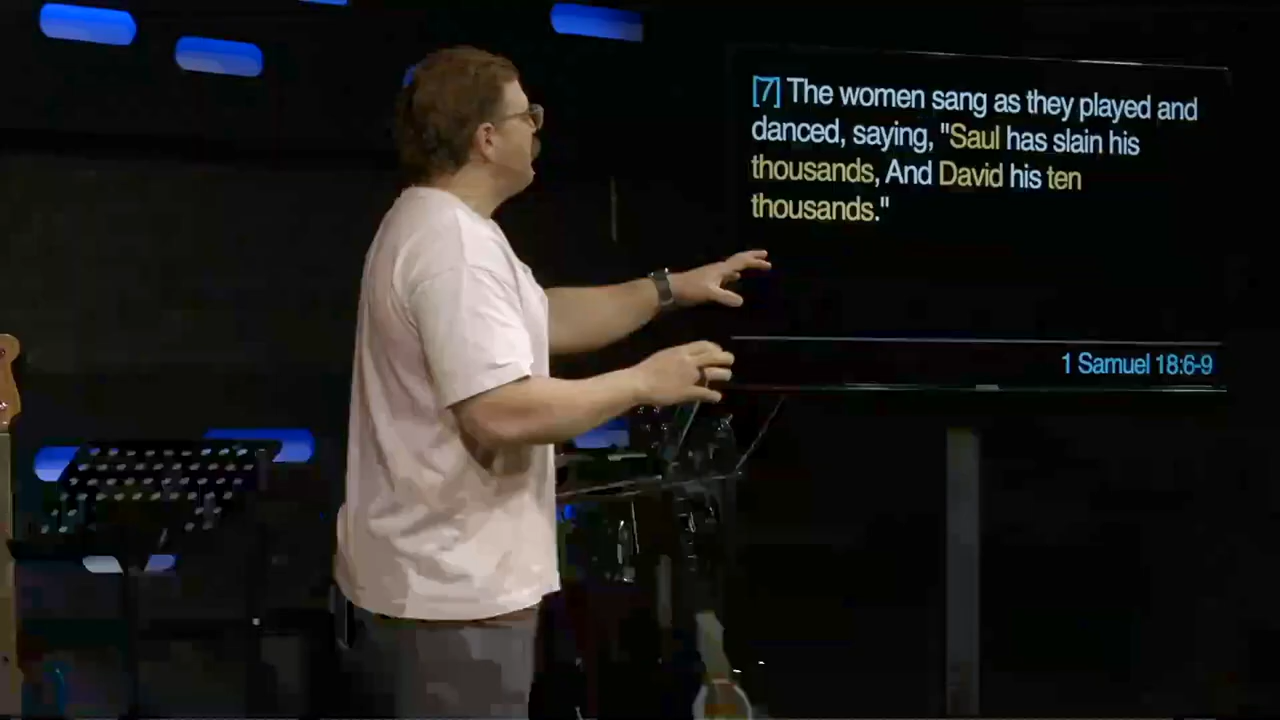 [7] The women sang as they played and
danced, saying, "Saul has slain his
thousands, And David his ten
thousands."
1 Samuel 18:6-9